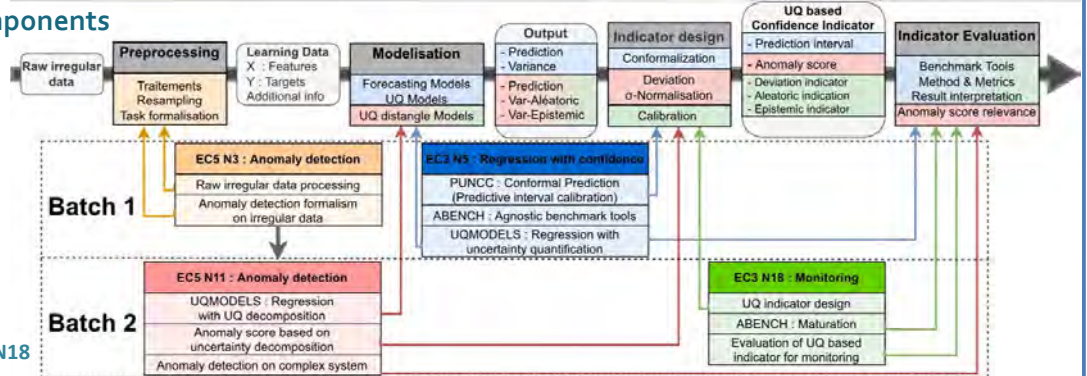 ponents
Raw irregular
data
Preprocessing
Traitements
Resampling
Task formalisation
Learning Data
X : Features
Y : Targets
Additional info
Modelisation
Forecasting Models
UQ Models
UQ distangle Models
Output
- Prediction
- Variance
- Prediction
- Var-Aléatoric
- Var-Epistemic
Indicator design
Conformalization
Deviation
σ-Normalisation
Calibration
UQ based
Confidence Indicator
- Prediction interval
- Anomaly score
- Deviation indicator
- Aleatoric indication
- Epistemic indicator
Indicator Evaluation
Benchmark Tools
Method & Metrics
Result interpretation
Anomaly score relevance
Batch 1
EC5 N3 : Anomaly detection
Raw irregular data processing
Anomaly detection formalism
on irregular data
EC3 N5 : Regression with confidence
PUNCC : Conformal Prediction
(Predictive interval calibration)
ABENCH : Agnostic benchmark tools
UQMODELS : Regression with
uncertainty quantification
Batch 2
EC5 N11 : Anomaly detection
UQMODELS : Regression
with UQ decomposition
Anomaly score based on
uncertainty decomposition
Anomaly detection on complex system
EC3 N18 : Monitoring
UQ indicator design
ABENCH : Maturation
Evaluation of UQ based
indicator for monitoring
N18